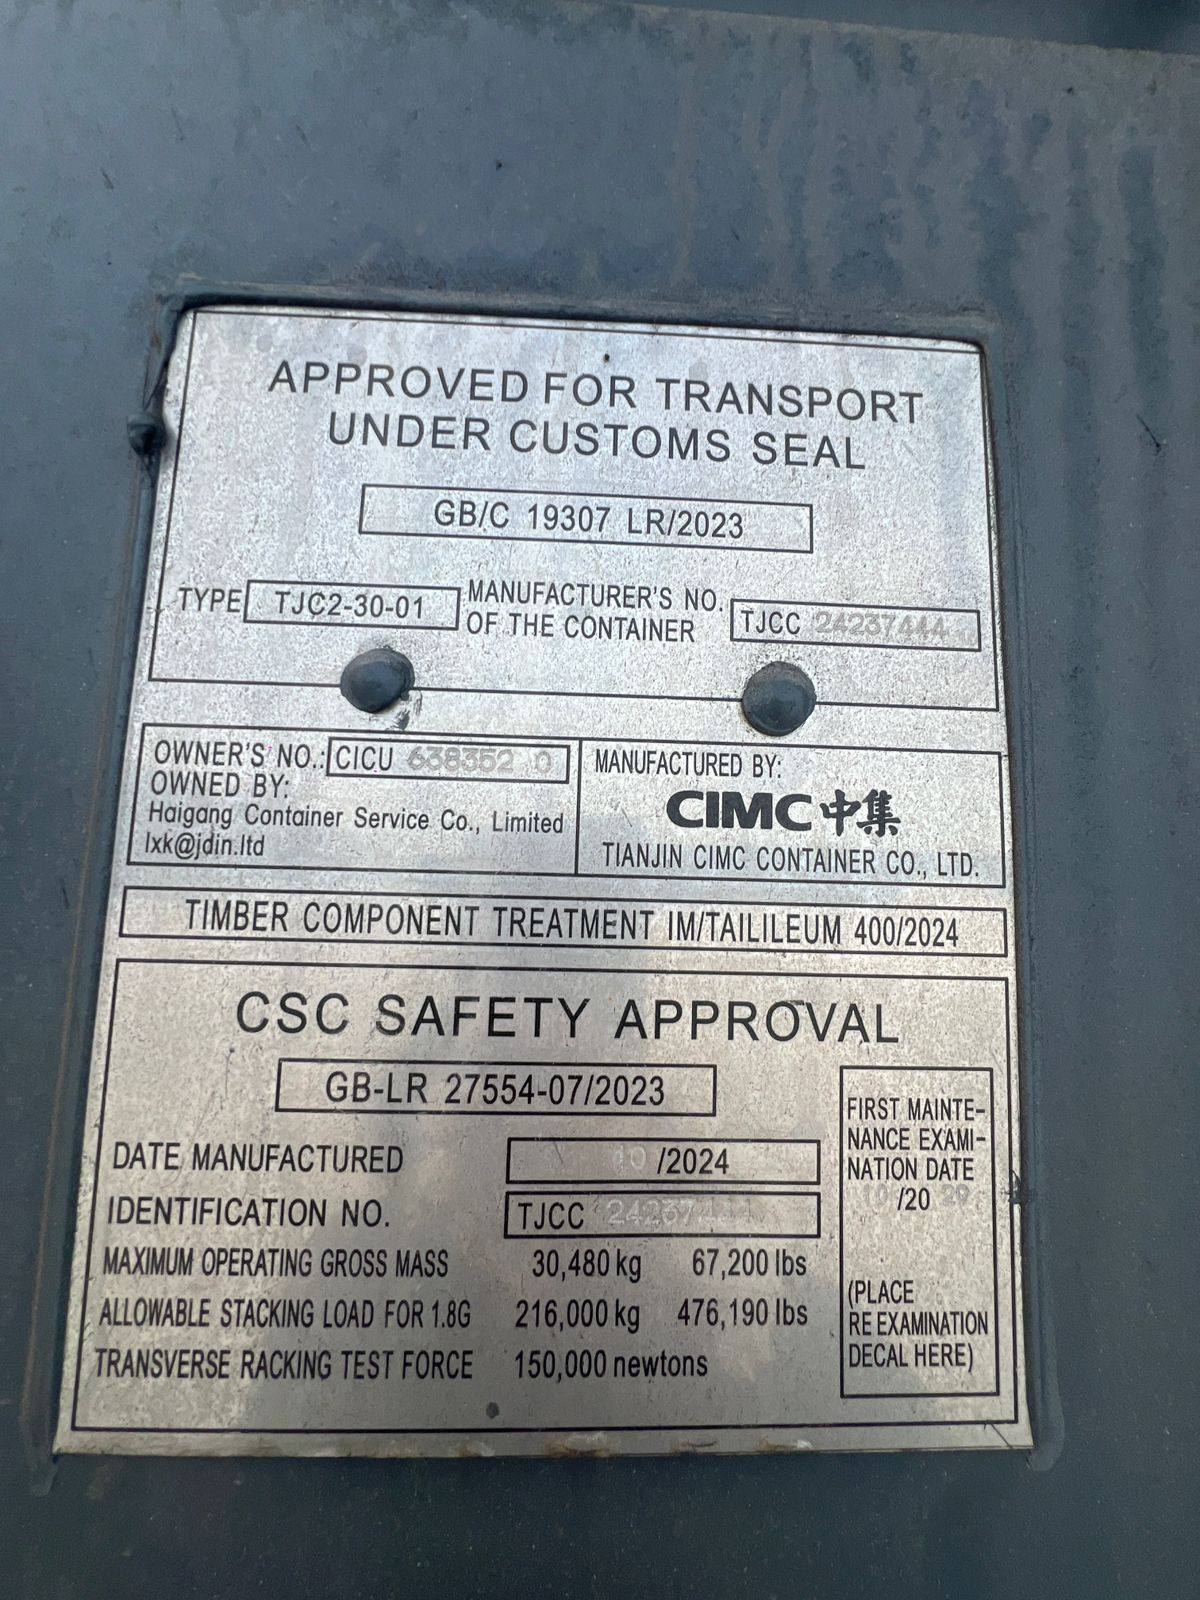 APPROVED FOR TRANSPORT
UNDER CUSTOMS SEAL
GB/C 19307 LR/2023
TYPE TJC2-30-01
MANUFACTURER'S NO.
OF THE CONTAINER
TJCC 24237444
OWNER'S NO.: CICU 638352 0
OWNED BY:
Haigang Container Service Co., Limited
lxk@jdin.ltd
MANUFACTURED BY:
CIMC 中集
TIANJIN CIMC CONTAINER CO., LTD.
TIMBER COMPONENT TREATMENT IM/TAILILEUM 400/2024
CSC SAFETY APPROVAL
GB-LR 27554-07/2023
DATE MANUFACTURED 10 /2024
IDENTIFICATION NO. TJCC
MAXIMUM OPERATING GROSS MASS 30,480 kg 67,200 lbs
ALLOWABLE STACKING LOAD FOR 1.8G 216,000 kg 476,190 lbs
TRANSVERSE RACKING TEST FORCE 150,000 newtons
FIRST MAINTE-
NANCE EXAMI-
NATION DATE
10 /20 29
(PLACE
RE EXAMINATION
DECAL HERE)